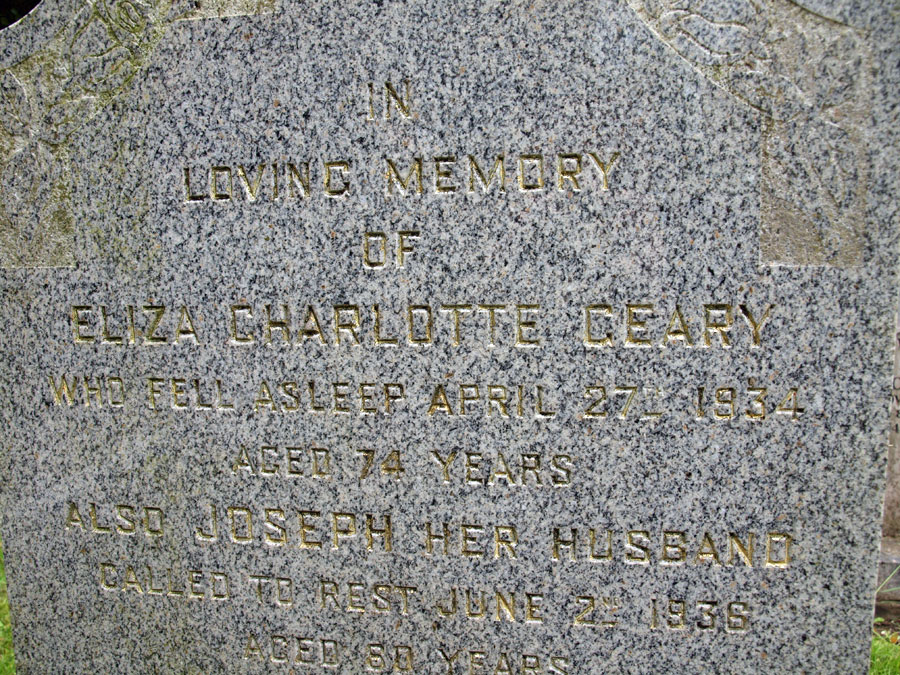 IN
LOVING MEMORY
OF
ELIZA CHARLOTTE GEARY
WHO FELL ASLEEP APRIL 27TH 1934
AGED 74 YEARS
ALSO JOSEPH HER HUSBAND
CALLED TO REST JUNE 2ND 1936
AGED 80 YEARS